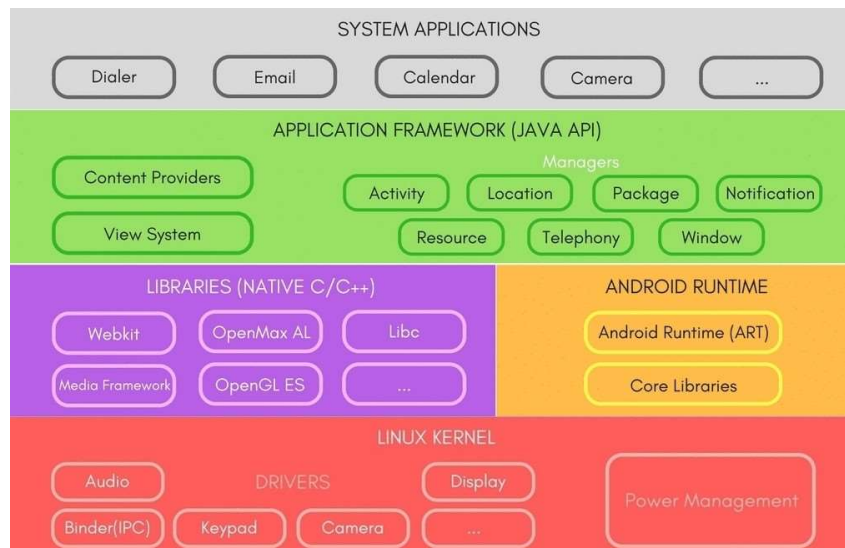 SYSTEM APPLICATIONS
Dialer Email Calendar Camera ...
APPLICATION FRAMEWORK (JAVA API)
Managers
Content Providers
Activity Location Package Notification
View System
Resource Telephony Window
LIBRARIES (NATIVE C/C++)
Webkit OpenMax AL Libc
Media Framework OpenGL ES ...
ANDROID RUNTIME
Android Runtime (ART)
Core Libraries
LINUX KERNEL
Audio DRIVERS Display
Binder(IPC) Keypad Camera ...
Power Management